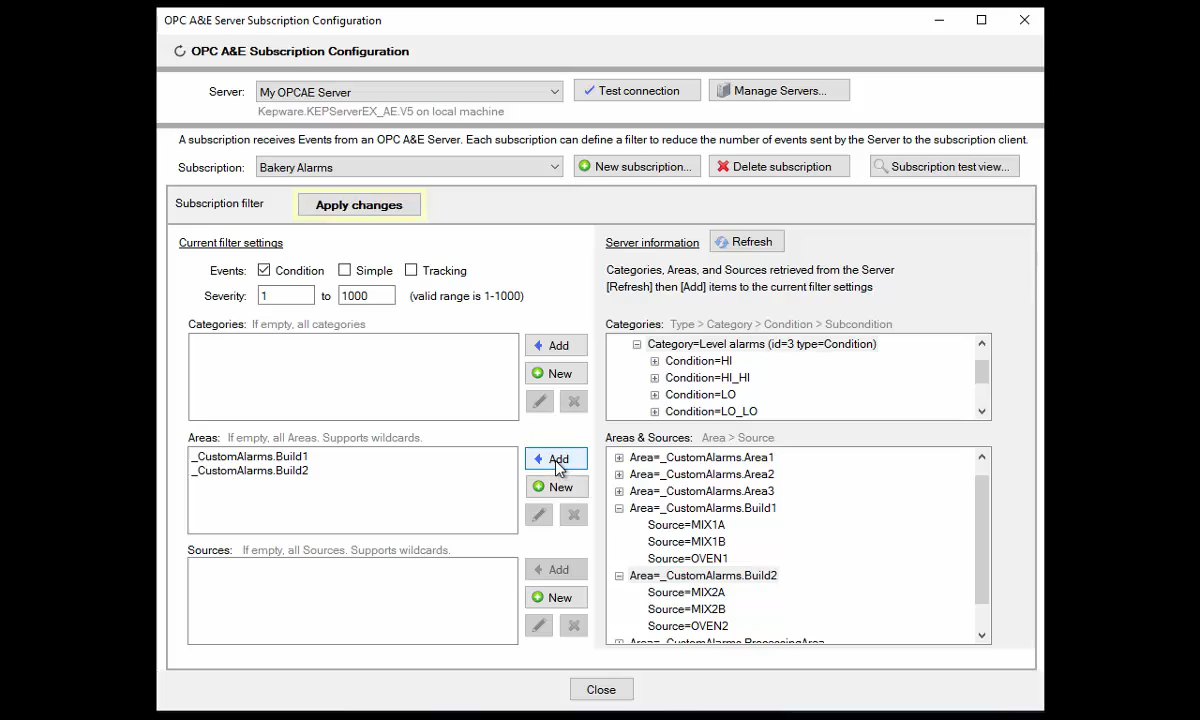 OPC A&E Server Subscription Configuration
OPC A&E Subscription Configuration
Server: My OPCAE Server Test connection Manage Servers...
Kepware.KEPServerEX_AE.V5 on local machine
A subscription receives Events from an OPC A&E Server. Each subscription can define a filter to reduce the number of events sent by the Server to the subscription client.
Subscription: Bakery Alarms New subscription... Delete subscription Subscription test view...
Subscription filter Apply changes
Current filter settings
Events: Condition Simple Tracking
Severity: 1 to 1000 (valid range is 1-1000)
Categories: If empty, all categories
Add
New
Areas: If empty, all Areas. Supports wildcards.
_CustomAlarms.Build1
_CustomAlarms.Build2
Add
New
Sources: If empty, all Sources. Supports wildcards.
Add
New
Server information Refresh
Categories, Areas, and Sources retrieved from the Server
[Refresh] then [Add] items to the current filter settings
Categories: Type > Category > Condition > Subcondition
Category=Level alarms (id=3 type=Condition)
Condition=HI
Condition=HI_HI
Condition=LO
Condition=LO_LO
Areas & Sources: Area > Source
Area=_CustomAlarms.Area1
Area=_CustomAlarms.Area2
Area=_CustomAlarms.Area3
Area=_CustomAlarms.Build1
Source=MIX1A
Source=MIX1B
Source=OVEN1
Area=_CustomAlarms.Build2
Source=MIX2A
Source=MIX2B
Source=OVEN2
Area=_CustomAlarms.ProcessingArea
Close